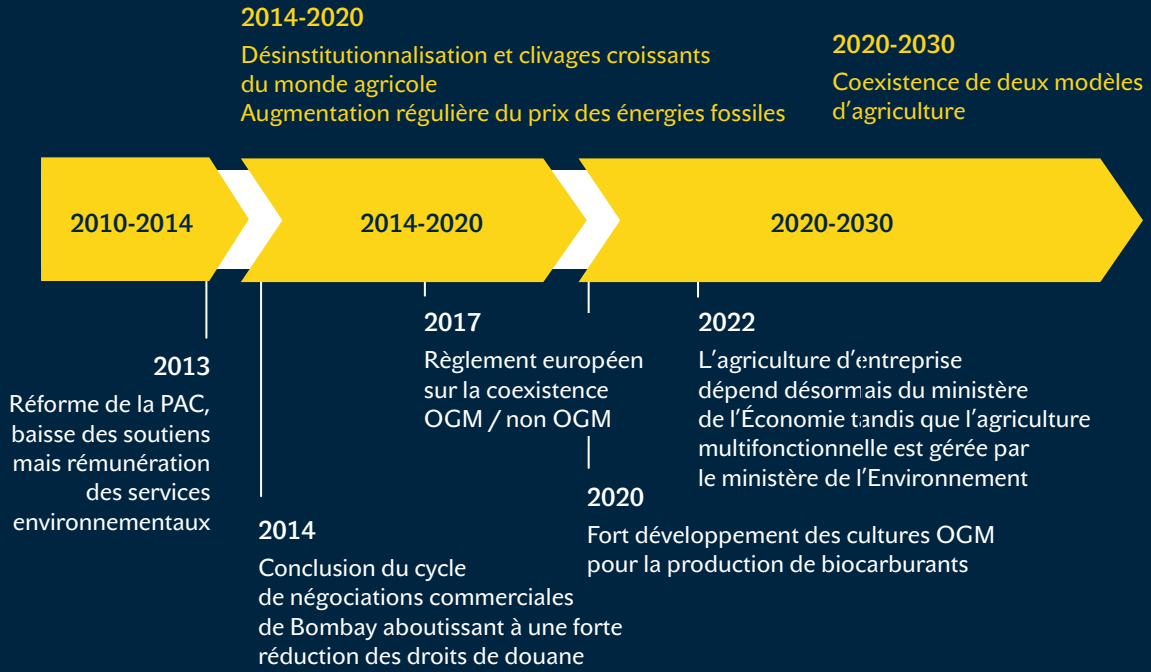 2014-2020
Désinstitutionnalisation et clivages croissants
du monde agricole
Augmentation régulière du prix des énergies fossiles
2020-2030
Coexistence de deux modèles
d'agriculture
2010-2014
2014-2020
2020-2030
2013
Réforme de la PAC,
baisse des soutiens
mais rémunération
des services
environnementaux
2014
Conclusion du cycle
de négociations commerciales
de Bombay aboutissant à une forte
réduction des droits de douane
2017
Règlement européen
sur la coexistence
OGM / non OGM
2020
Fort développement des cultures OGM
pour la production de biocarburants
2022
L'agriculture d'entreprise
dépend désormais du ministère
de l'Économie tandis que l'agriculture
multifonctionnelle est gérée par
le ministère de l'Environnement